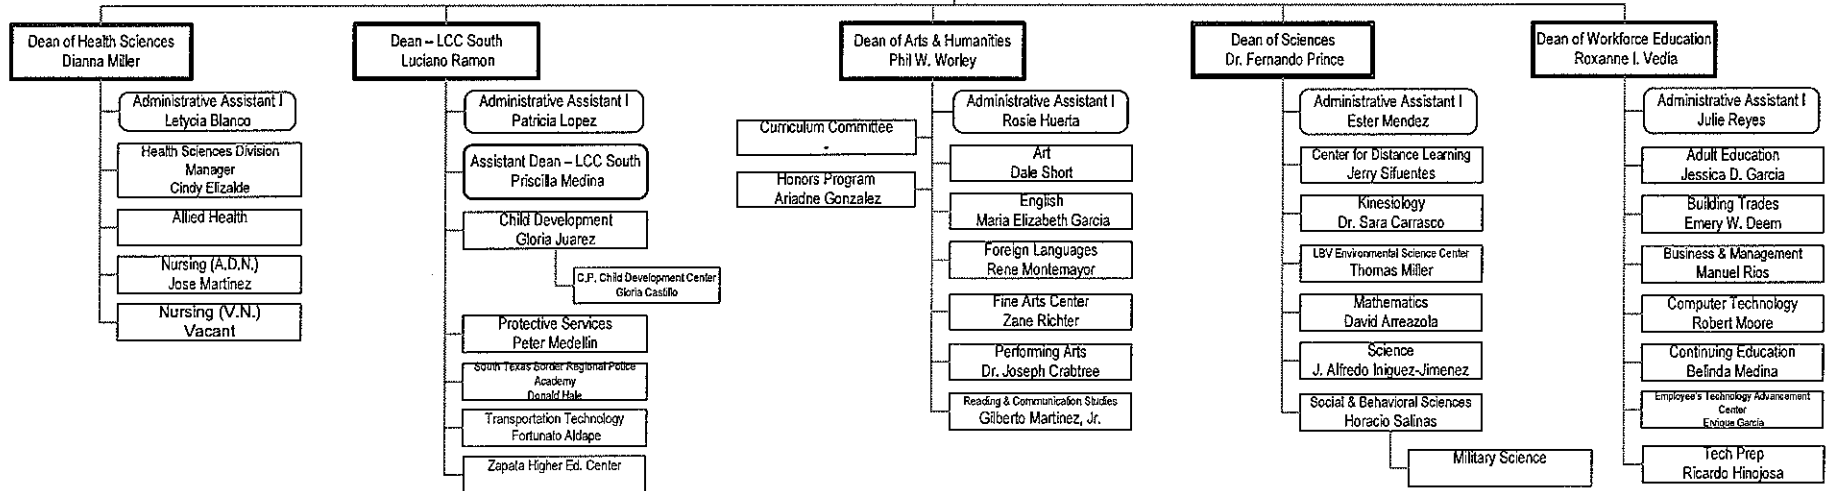 Dean of Health Sciences
Dianna Miller
Administrative Assistant I
Letycia Blanco
Health Sciences Division
Manager
Cindy Elizalde
Allied Health
Nursing (A.D.N.)
Jose Martinez
Nursing (V.N.)
Vacant
Dean – LCC South
Luciano Ramon
Administrative Assistant I
Patricia Lopez
Assistant Dean – LCC South
Priscilla Medina
Child Development
Gloria Juarez
C.P. Child Development Center
Gloria Castillo
Protective Services
Peter Medellin
South Texas Border Regional Police
Academy
Donald Hale
Transportation Technology
Fortunato Aldape
Zapata Higher Ed. Center
Dean of Arts & Humanities
Phil W. Worley
Administrative Assistant I
Rosie Huerta
Curriculum Committee
-
Art
Dale Short
Honors Program
Ariadne Gonzalez
English
Maria Elizabeth Garcia
Foreign Languages
Rene Montemayor
Fine Arts Center
Zane Richter
Performing Arts
Dr. Joseph Crabtree
Reading & Communication Studies
Gilberto Martinez, Jr.
Dean of Sciences
Dr. Fernando Prince
Administrative Assistant I
Ester Mendez
Center for Distance Learning
Jerry Sifuentes
Kinesiology
Dr. Sara Carrasco
LBV Environmental Science Center
Thomas Miller
Mathematics
David Arreazola
Science
J. Alfredo Iniguez-Jimenez
Social & Behavioral Sciences
Horacio Salinas
Military Science
Dean of Workforce Education
Roxanne I. Vedia
Administrative Assistant I
Julie Reyes
Adult Education
Jessica D. Garcia
Building Trades
Emery W. Deem
Business & Management
Manuel Rios
Computer Technology
Robert Moore
Continuing Education
Belinda Medina
Employee's Technology Advancement
Center
Enrique Garcia
Tech Prep
Ricardo Hinojosa